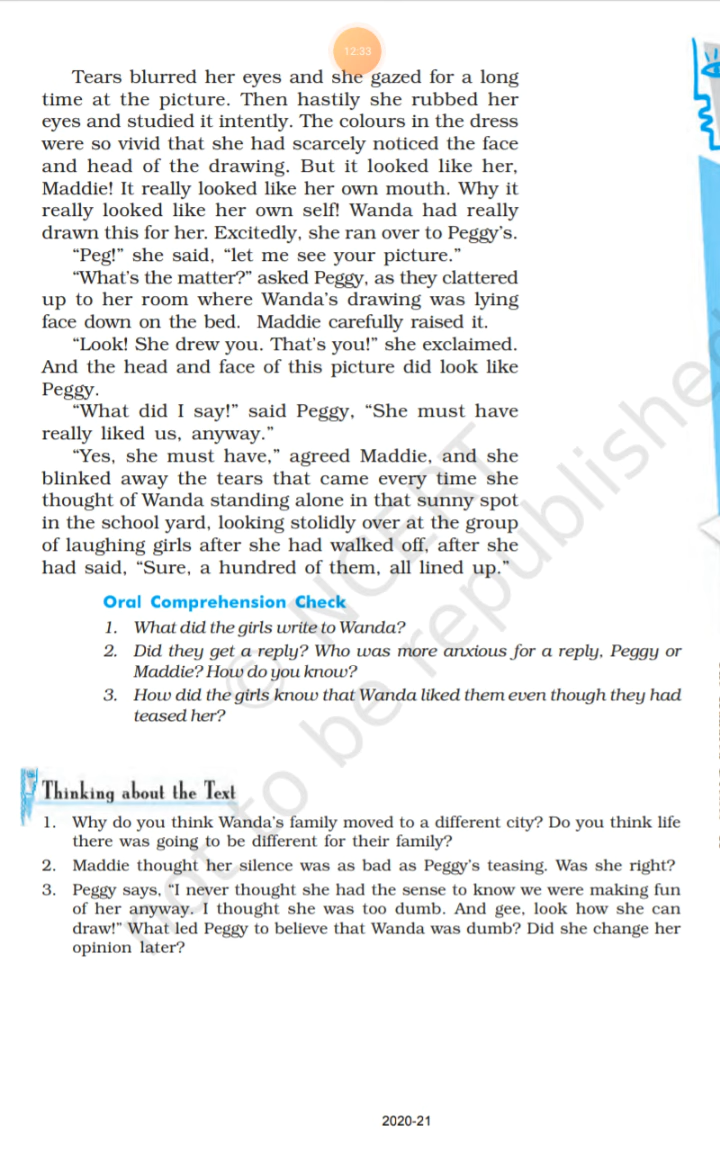 12:33
Tears blurred her eyes and she gazed for a long
time at the picture. Then hastily she rubbed her
eyes and studied it intently. The colours in the dress
were so vivid that she had scarcely noticed the face
and head of the drawing. But it looked like her,
Maddie! It really looked like her own mouth. Why it
really looked like her own self! Wanda had really
drawn this for her. Excitedly, she ran over to Peggy’s.
“Peg!” she said, “let me see your picture.”
“What’s the matter?” asked Peggy, as they clattered
up to her room where Wanda’s drawing was lying
face down on the bed. Maddie carefully raised it.
“Look! She drew you. That’s you!” she exclaimed.
And the head and face of this picture did look like
Peggy.
“What did I say!” said Peggy, “She must have
really liked us, anyway.”
“Yes, she must have,” agreed Maddie, and she
blinked away the tears that came every time she
thought of Wanda standing alone in that sunny spot
in the school yard, looking stolidly over at the group
of laughing girls after she had walked off, after she
had said, “Sure, a hundred of them, all lined up.”
Oral Comprehension Check
1. What did the girls write to Wanda?
2. Did they get a reply? Who was more anxious for a reply, Peggy or
Maddie? How do you know?
3. How did the girls know that Wanda liked them even though they had
teased her?
Thinking about the Text
1. Why do you think Wanda’s family moved to a different city? Do you think life
there was going to be different for their family?
2. Maddie thought her silence was as bad as Peggy’s teasing. Was she right?
3. Peggy says, “I never thought she had the sense to know we were making fun
of her anyway. I thought she was too dumb. And gee, look how she can
draw!” What led Peggy to believe that Wanda was dumb? Did she change her
opinion later?
© NCERT
not to be republished
2020-21